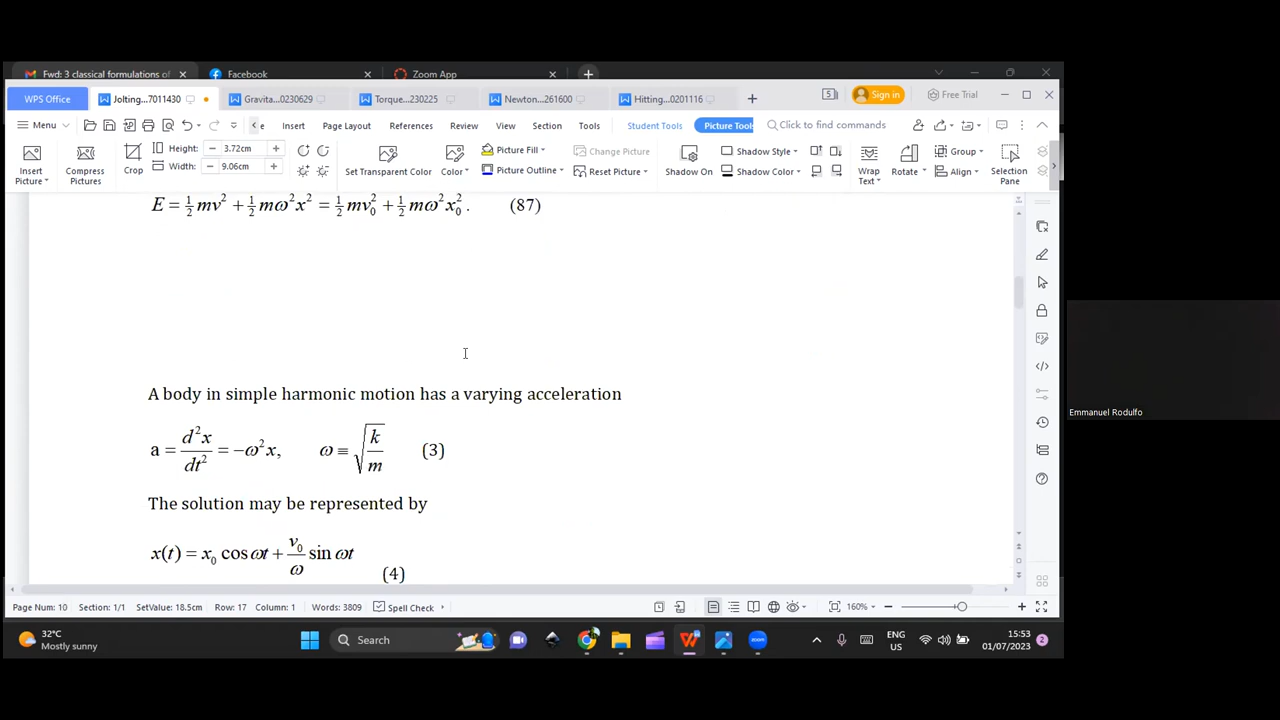 Fwd: 3 classical formulations of
Facebook
Zoom App
WPS Office
Jolting...7011430
Gravita...0230629
Torque...230225
Newton...261600
Hitting...0201116
Sign in
Free Trial
Menu
e
Insert
Page Layout
References
Review
View
Section
Tools
Student Tools
Picture Tools
Click to find commands
Insert Picture
Compress Pictures
Crop
Height: 3.72cm
Width: 9.06cm
Set Transparent Color
Color
Picture Fill
Picture Outline
Change Picture
Reset Picture
Shadow On
Shadow Style
Shadow Color
Wrap Text
Rotate
Group
Align
Selection Pane
E = ½mv² + ½mω²x² = ½mv₀² + ½mω²x₀². (87)
A body in simple harmonic motion has a varying acceleration
a = d²x/dt² = −ω²x, ω ≡ √(k/m) (3)
The solution may be represented by
x(t) = x₀ cos ωt + v₀/ω sin ωt
(4)
Emmanuel Rodulfo
Page Num: 10 Section: 1/1 SetValue: 18.5cm Row: 17 Column: 1 Words: 3809 Spell Check 160%
32°C
Mostly sunny
Search
ENG
US
15:53
01/07/2023
2